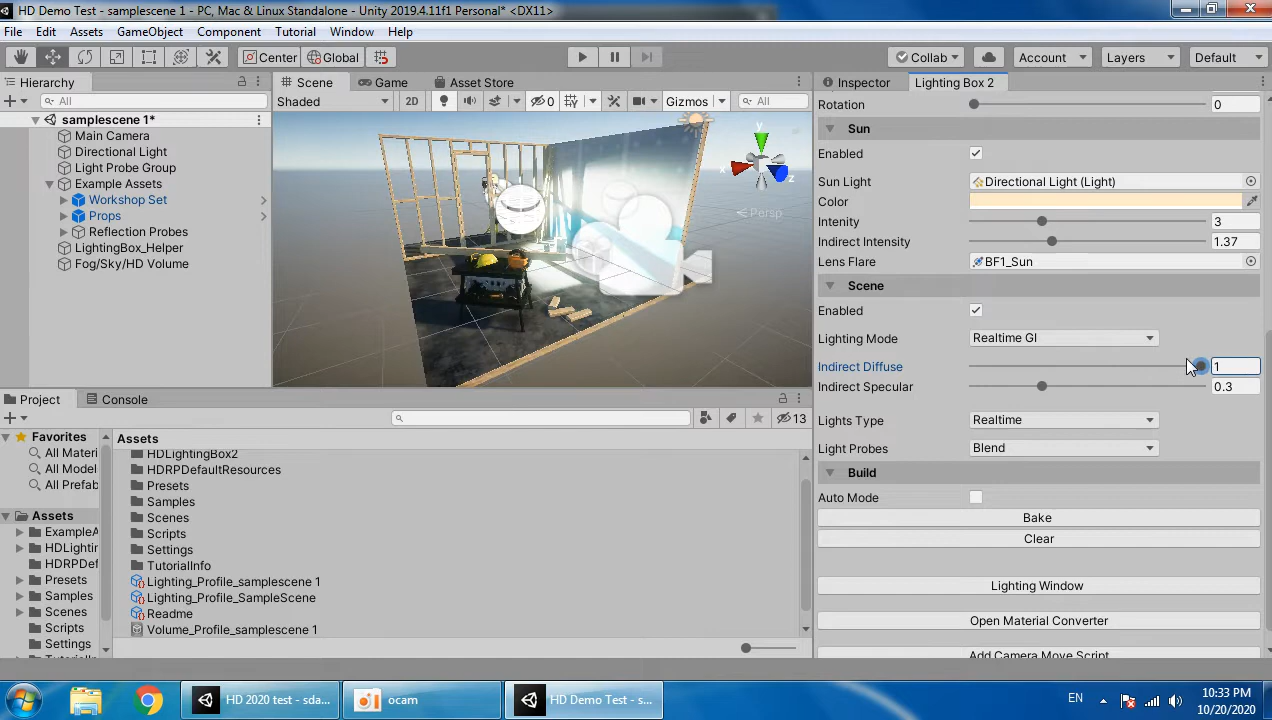 HD Demo Test - samplescene 1 - PC, Mac & Linux Standalone - Unity 2019.4.11f1 Personal* <DX11>
File Edit Assets GameObject Component Tutorial Window Help
Center Global Collab Account Layers Default
Hierarchy
All
samplescene 1*
Main Camera
Directional Light
Light Probe Group
Example Assets
Workshop Set
Props
Reflection Probes
LightingBox_Helper
Fog/Sky/HD Volume
Scene Game Asset Store
Shaded 2D 0 Gizmos All
y
x
z
Persp
Project Console
13
Favorites
All Materi
All Model
All Prefab
Assets
ExampleA
HDLightin
HDRPDef
Presets
Samples
Scenes
Scripts
Settings
Assets
HDLightingBox2
HDRPDefaultResources
Presets
Samples
Scenes
Scripts
Settings
TutorialInfo
Lighting_Profile_samplescene 1
Lighting_Profile_SampleScene
Readme
Volume_Profile_samplescene 1
Inspector Lighting Box 2
Rotation 0
Sun
Enabled
Sun Light Directional Light (Light)
Color
Intenity 3
Indirect Intensity 1.37
Lens Flare BF1_Sun
Scene
Enabled
Lighting Mode Realtime GI
Indirect Diffuse 1
Indirect Specular 0.3
Lights Type Realtime
Light Probes Blend
Build
Auto Mode
Bake
Clear
Lighting Window
Open Material Converter
Add Camera Move Script
HD 2020 test - sda... ocam HD Demo Test - s... EN 10:33 PM
10/20/2020